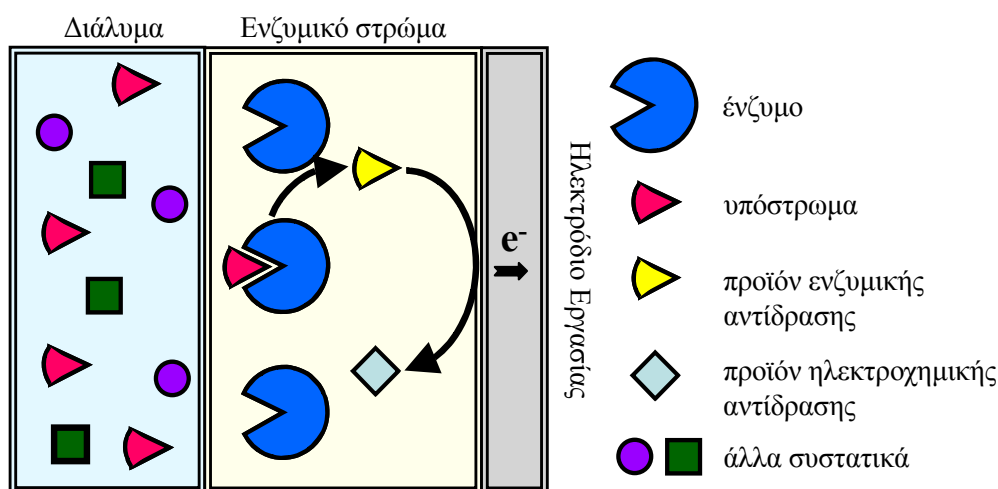 Διάλυμα
Ενζυμικό στρώμα
e-
Ηλεκτρόδιο Εργασίας
ένζυμο
υπόστρωμα
προϊόν ενζυμικής
αντίδρασης
προϊόν ηλεκτροχημικής
αντίδρασης
άλλα συστατικά